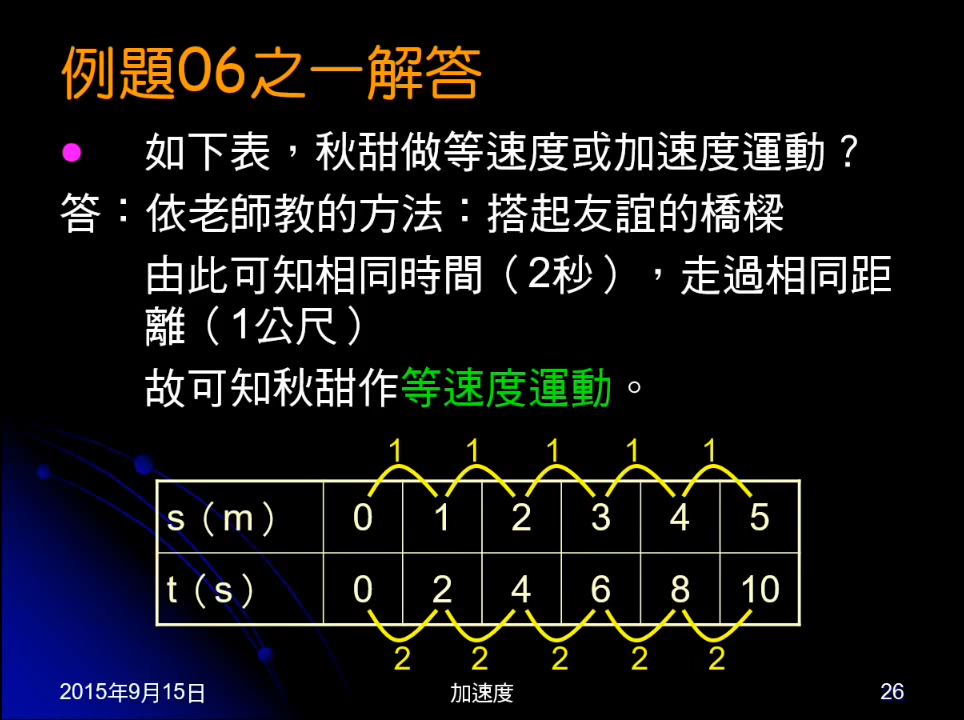 例題06之一解答
● 如下表，秋甜做等速度或加速度運動？
答：依老師教的方法：搭起友誼的橋樑
由此可知相同時間（2秒），走過相同距
離（1公尺）
故可知秋甜作等速度運動。
1 1 1 1 1
s（m） 0 1 2 3 4 5
t（s） 0 2 4 6 8 10
2 2 2 2 2
2015年9月15日 加速度 26